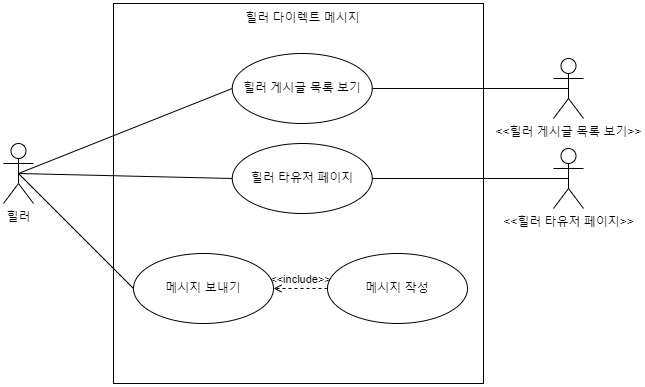 힐러 다이렉트 메시지
힐러 게시글 목록 보기
<<힐러 게시글 목록 보기>>
힐러 타유저 페이지
<<힐러 타유저 페이지>>
힐러
메시지 보내기
<<include>>
메시지 작성